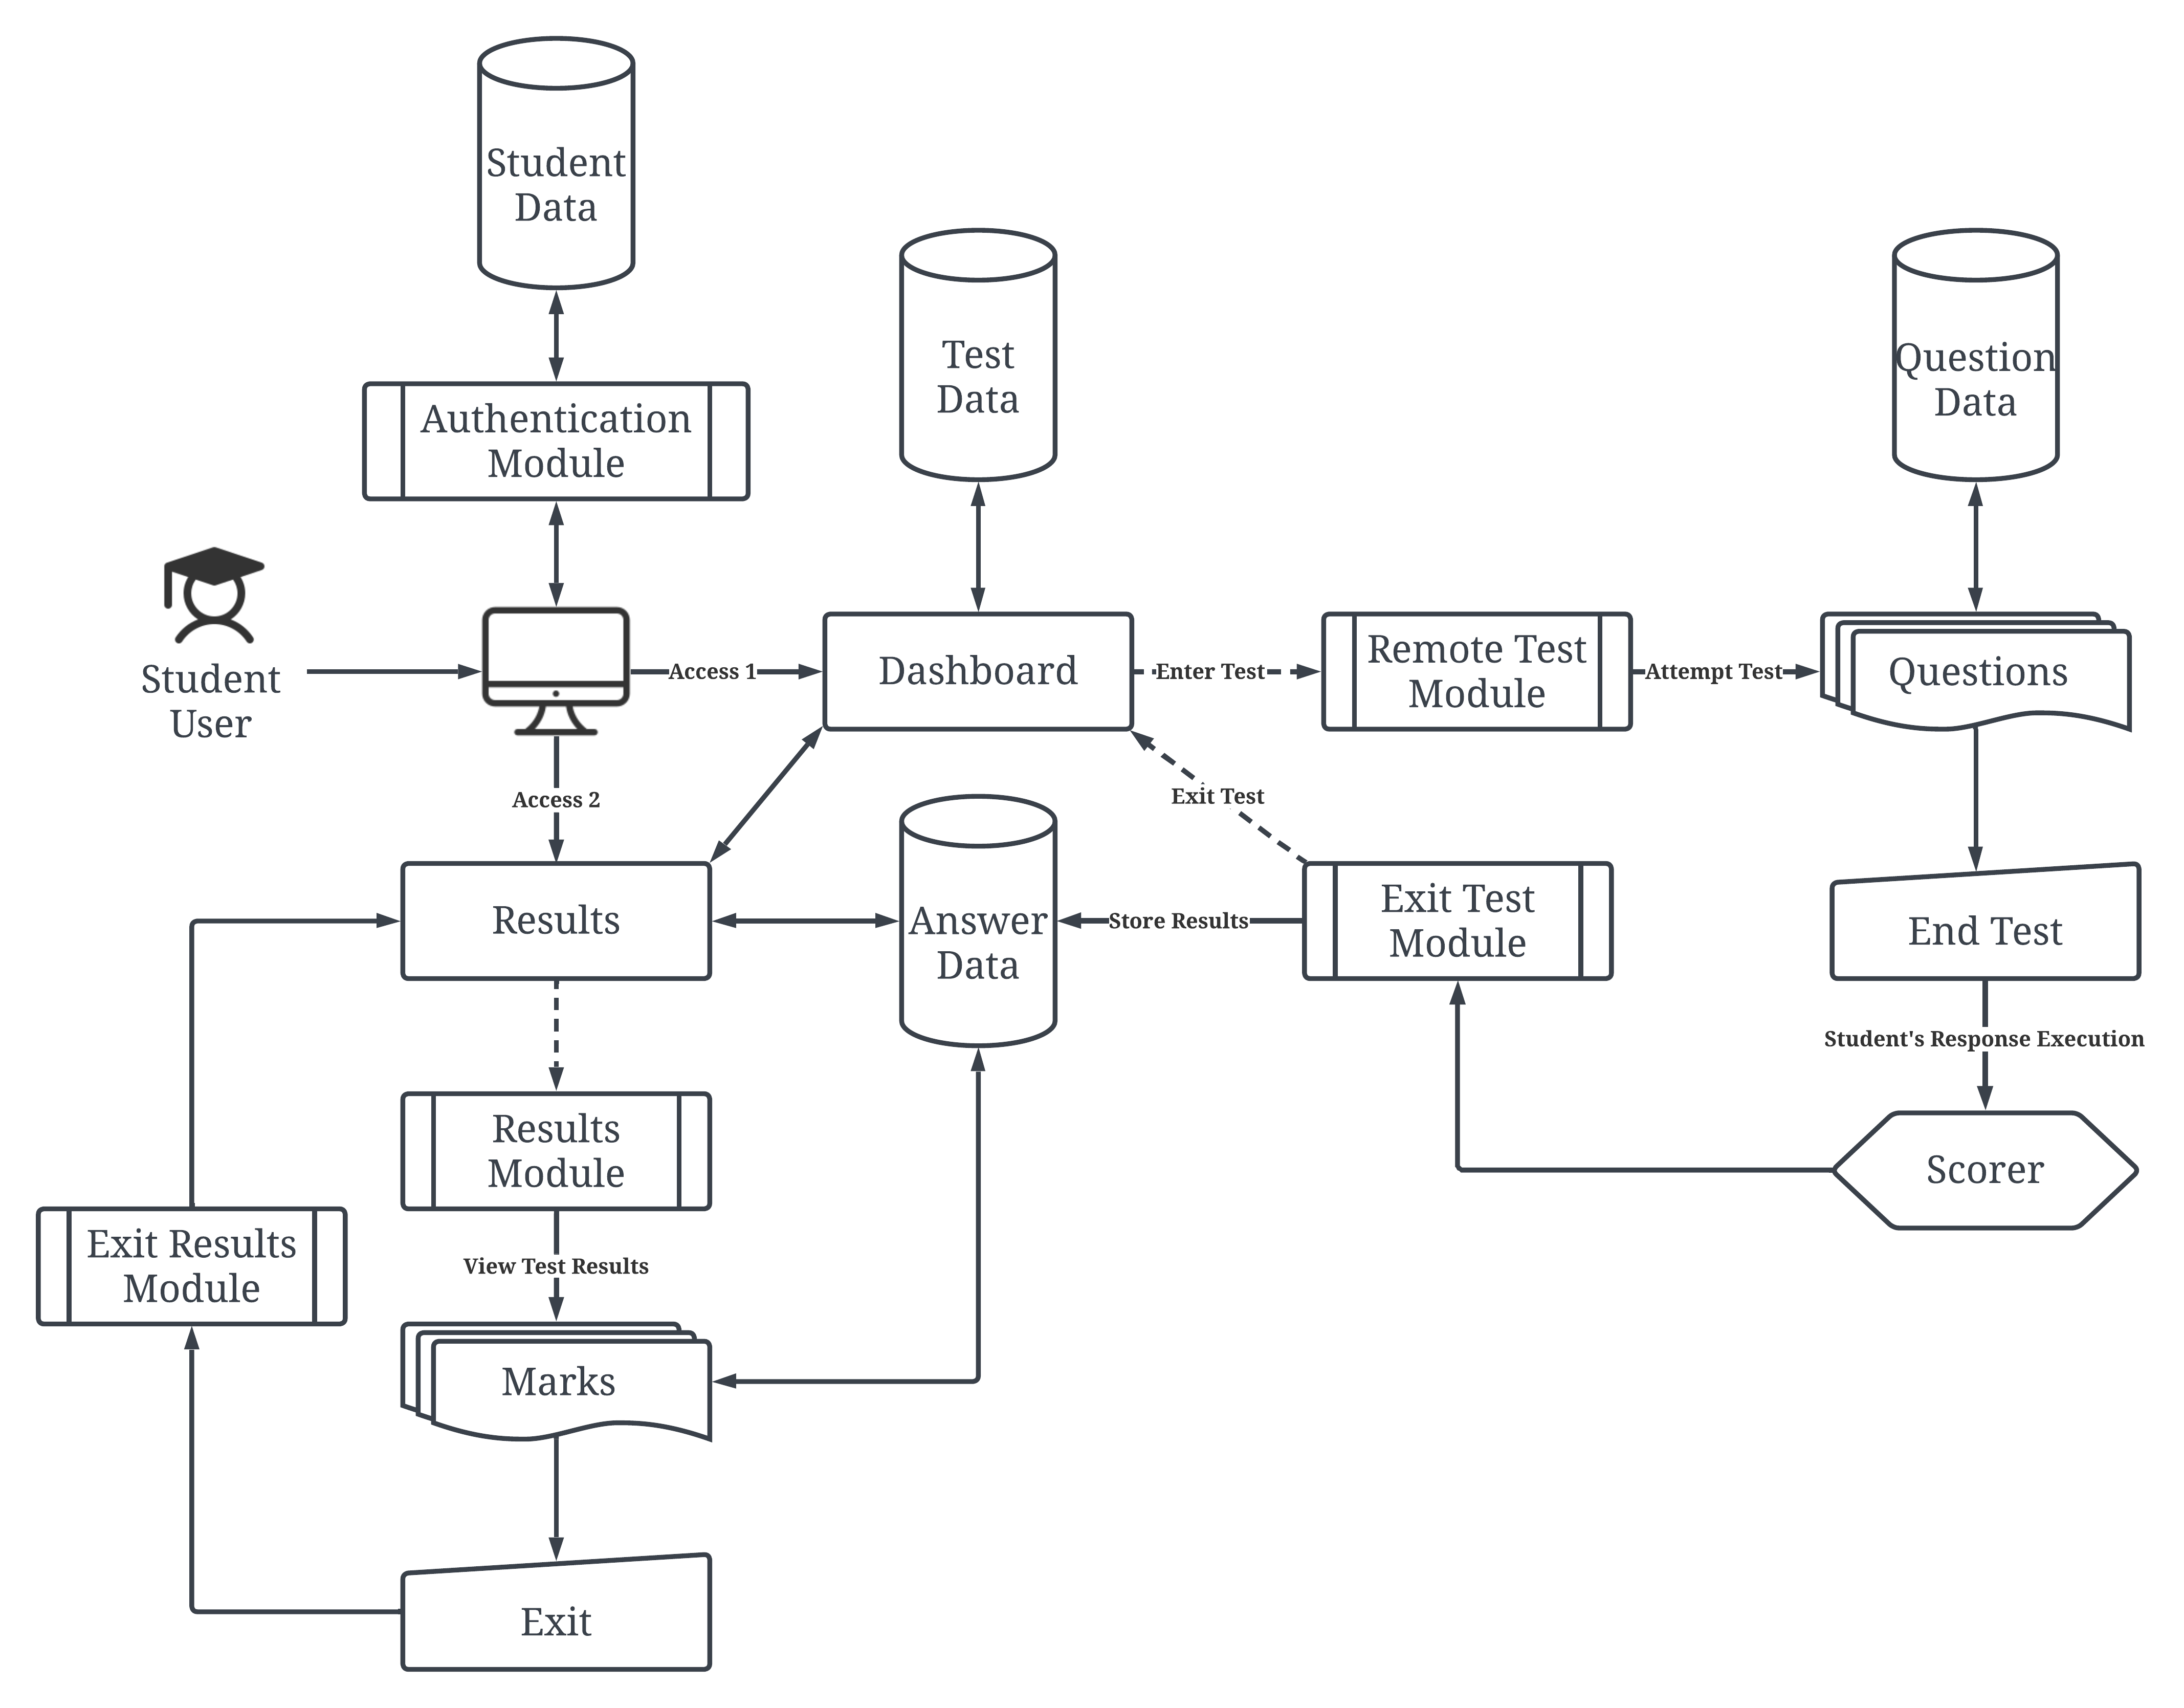 Student
Data
Test
Data
Question
Data
Authentication
Module
Student
User
Access 1
Dashboard
Enter Test
Remote Test
Module
Attempt Test
Questions
Access 2
Exit Test
Results
Answer
Data
Store Results
Exit Test
Module
End Test
Student's Response Execution
Results
Module
Scorer
Exit Results
Module
View Test Results
Marks
Exit